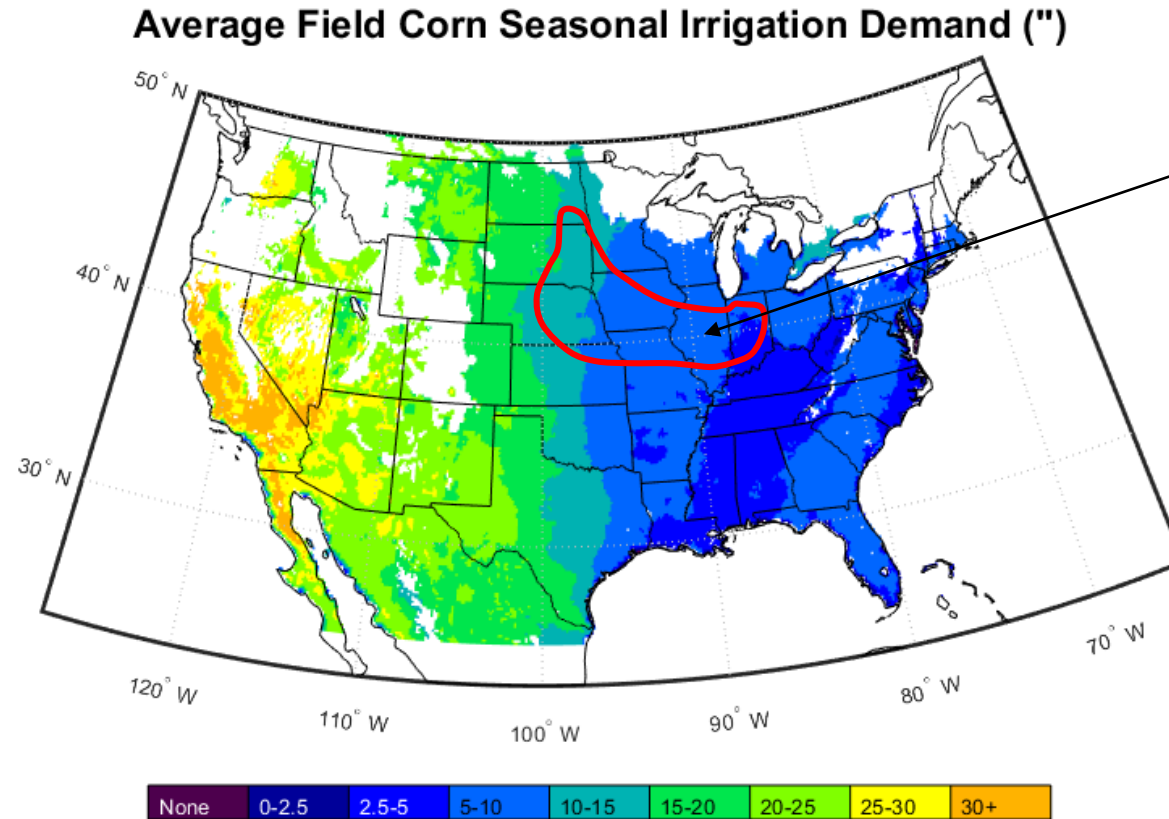 Average Field Corn Seasonal Irrigation Demand (")
50° N
40° N
30° N
120° W
110° W
100° W
90° W
80° W
70° W
None 0-2.5 2.5-5 5-10 10-15 15-20 20-25 25-30 30+